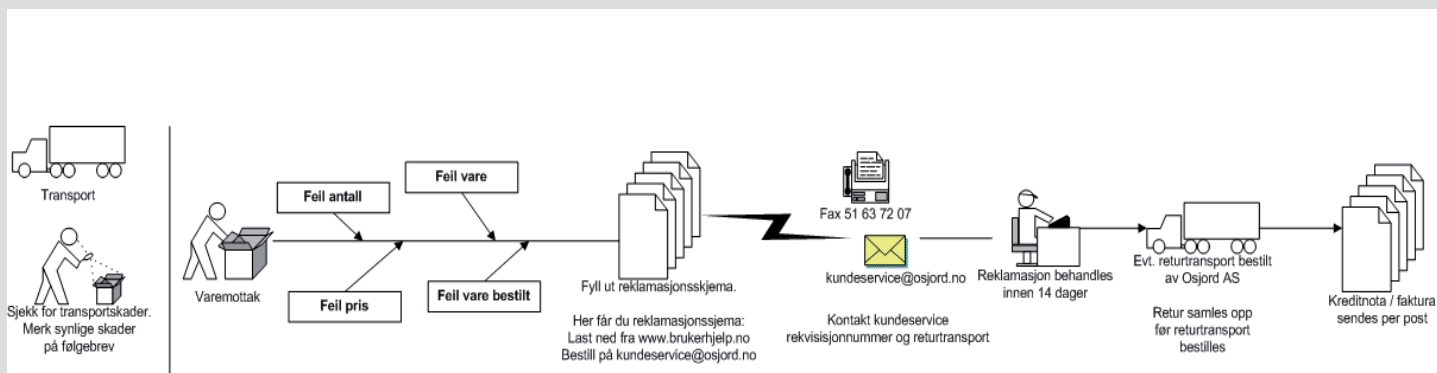 Transport
Sjekk for transportskader.
Merk synlige skader
på følgebrev
Varemottak
Feil antall
Feil vare
Feil pris
Feil vare bestilt
Fyll ut reklamasjonsskjema.
Her får du reklamasjonssjema:
Last ned fra www.brukerhjelp.no
Bestill på kundeservice@osjord.no
Fax 51 63 72 07
kundeservice@osjord.no
Kontakt kundeservice
rekvisisjonnummer og returtransport
Reklamasjon behandles
innen 14 dager
Evt. returtransport bestilt
av Osjord AS
Retur samles opp
før returtransport
bestilles
Kreditnota / faktura
sendes per post